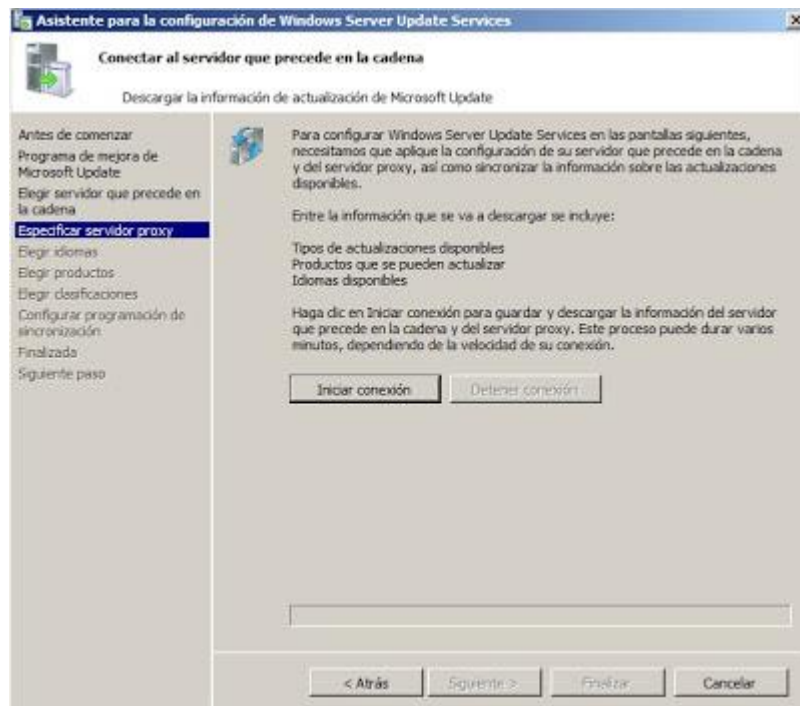 Asistente para la configuración de Windows Server Update Services
Conectar al servidor que precede en la cadena
Descargar la información de actualización de Microsoft Update
Antes de comenzar
Programa de mejora de
Microsoft Update
Elegir servidor que precede en
la cadena
Especificar servidor proxy
Elegir idiomas
Elegir productos
Elegir clasificaciones
Configurar programación de
sincronización
Finalizada
Siguiente paso
Para configurar Windows Server Update Services en las pantallas siguientes,
necesitamos que aplique la configuración de su servidor que precede en la cadena
y del servidor proxy, así como sincronizar la información sobre las actualizaciones
disponibles.
Entre la información que se va a descargar se incluye:
Tipos de actualizaciones disponibles
Productos que se pueden actualizar
Idiomas disponibles
Haga clic en Iniciar conexión para guardar y descargar la información del servidor
que precede en la cadena y del servidor proxy. Este proceso puede durar varios
minutos, dependiendo de la velocidad de su conexión.
Iniciar conexión
Detener conexión
< Atrás
Siguiente >
Finalizar
Cancelar